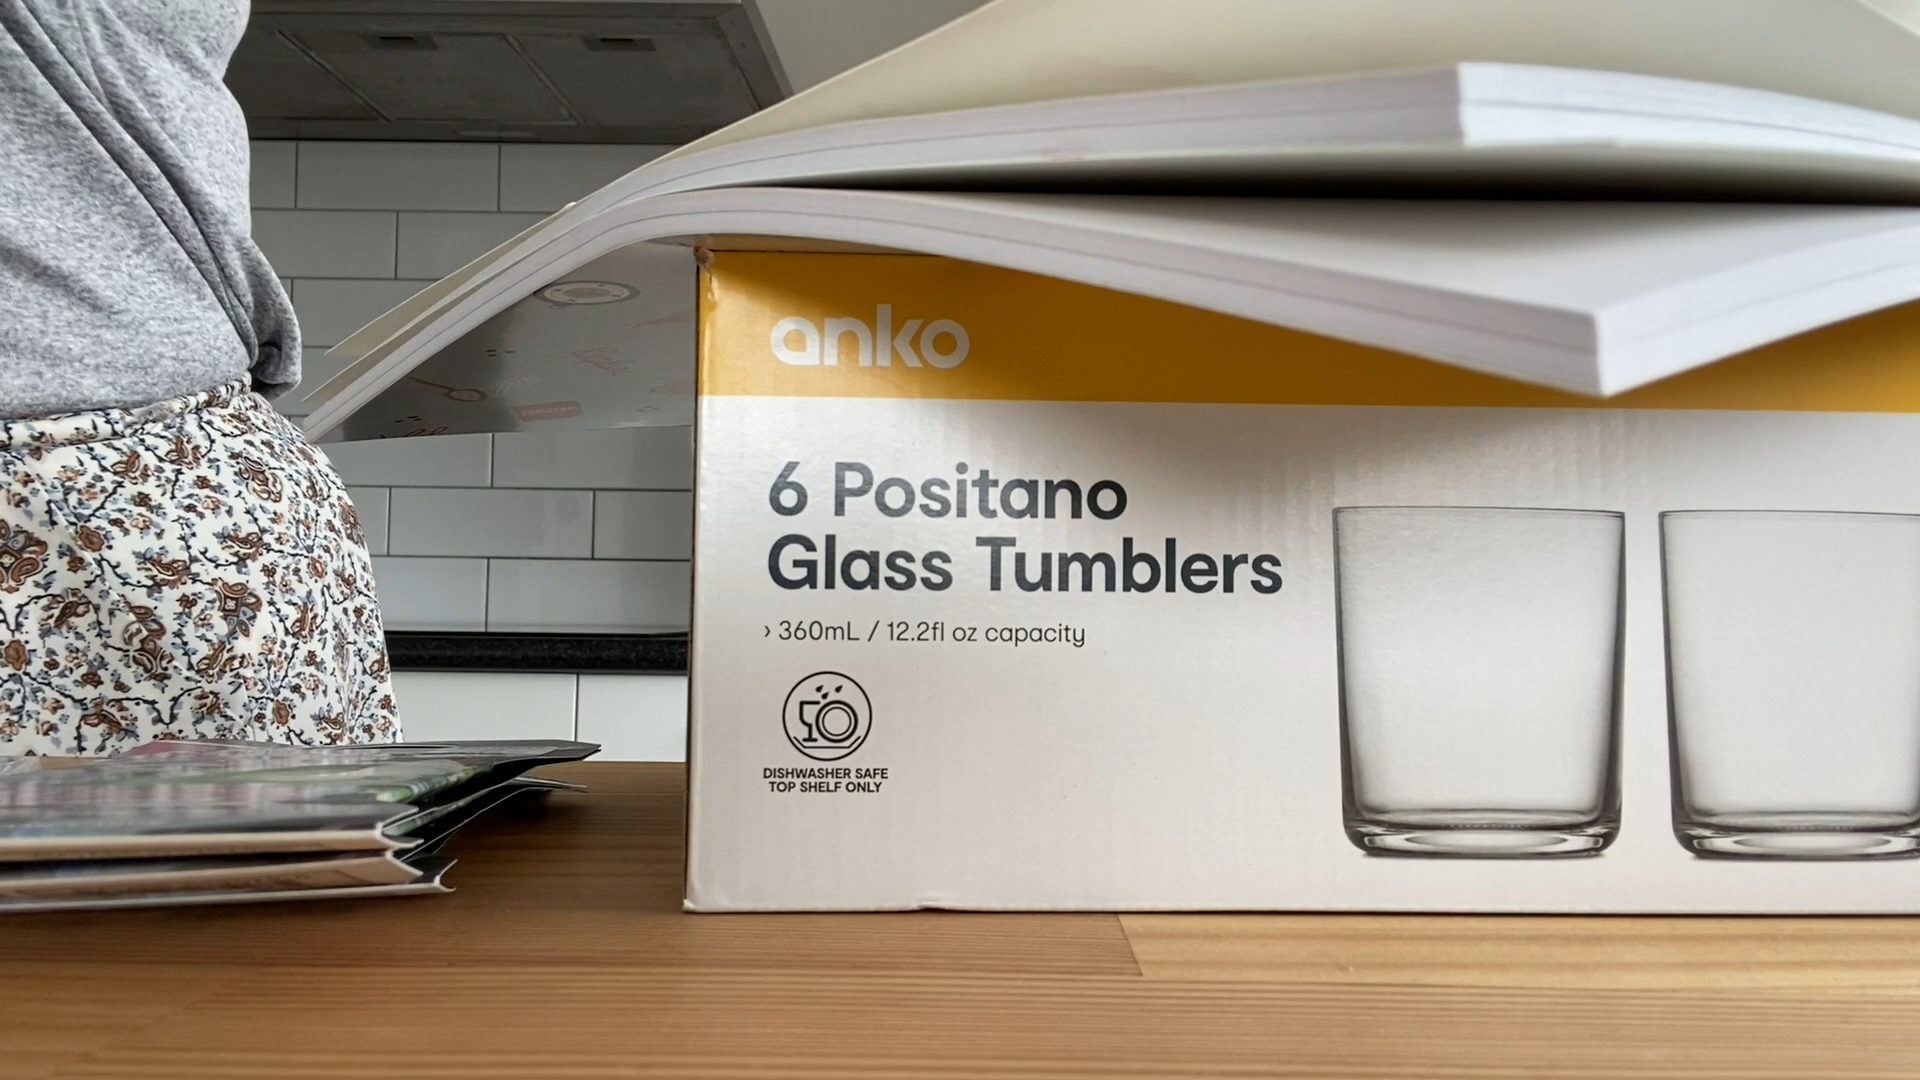 anko
6 Positano
Glass Tumblers
› 360mL / 12.2fl oz capacity
DISHWASHER SAFE
TOP SHELF ONLY